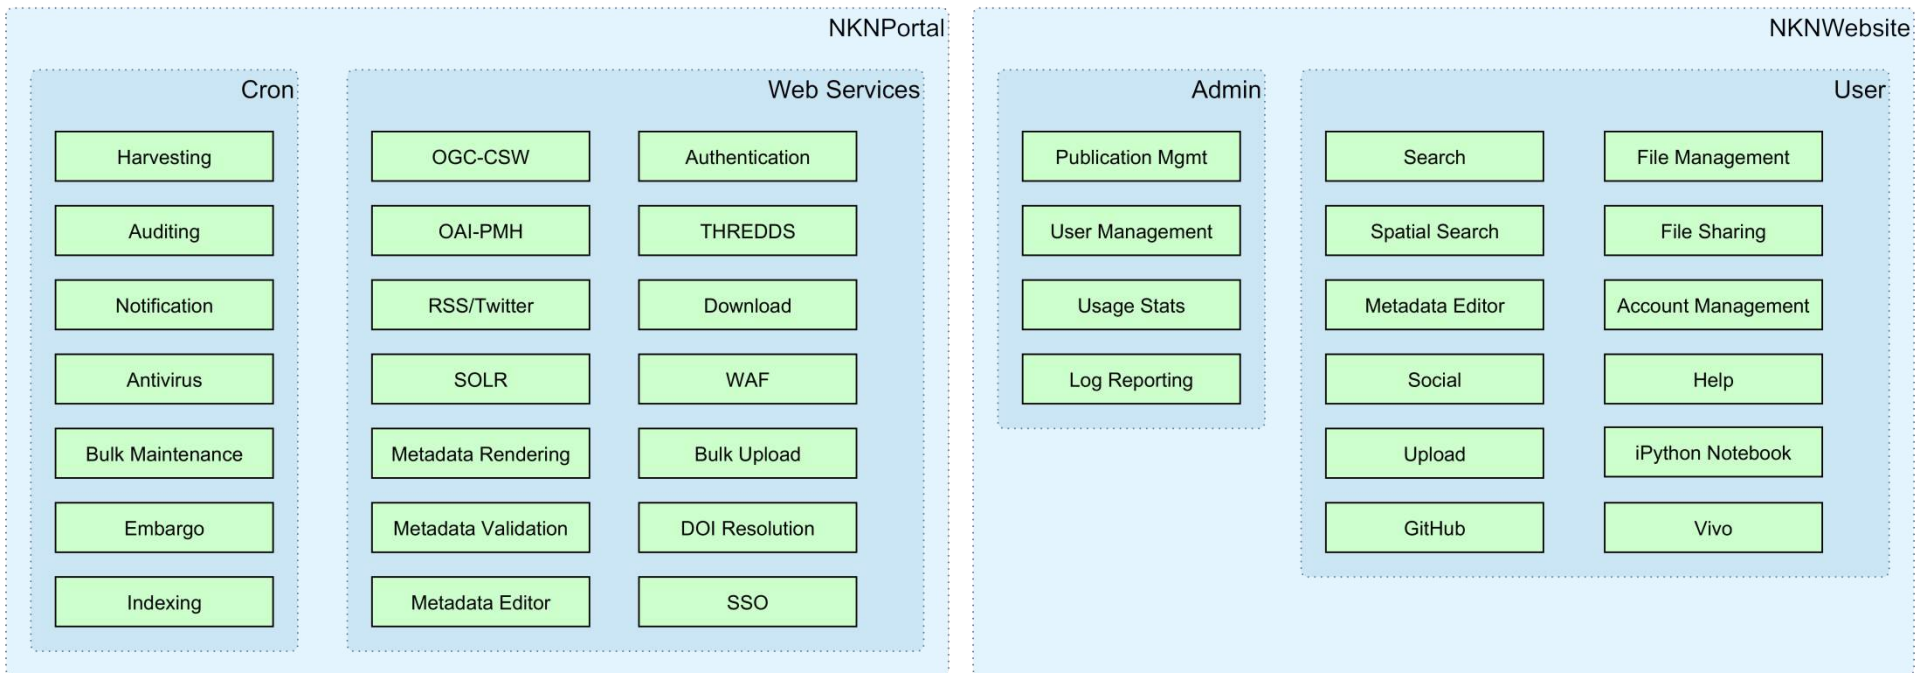 NKNPortal
Cron
Harvesting
Auditing
Notification
Antivirus
Bulk Maintenance
Embargo
Indexing
Web Services
OGC-CSW
OAI-PMH
RSS/Twitter
SOLR
Metadata Rendering
Metadata Validation
Metadata Editor
Authentication
THREDDS
Download
WAF
Bulk Upload
DOI Resolution
SSO
NKNWebsite
Admin
Publication Mgmt
User Management
Usage Stats
Log Reporting
User
Search
Spatial Search
Metadata Editor
Social
Upload
GitHub
File Management
File Sharing
Account Management
Help
iPython Notebook
Vivo